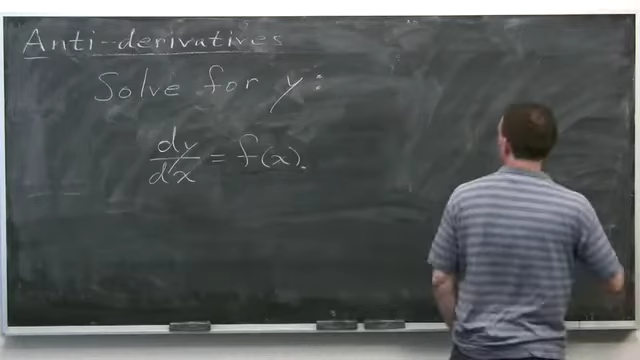 Anti-derivatives
Solve for y:
dy/dx = f(x).